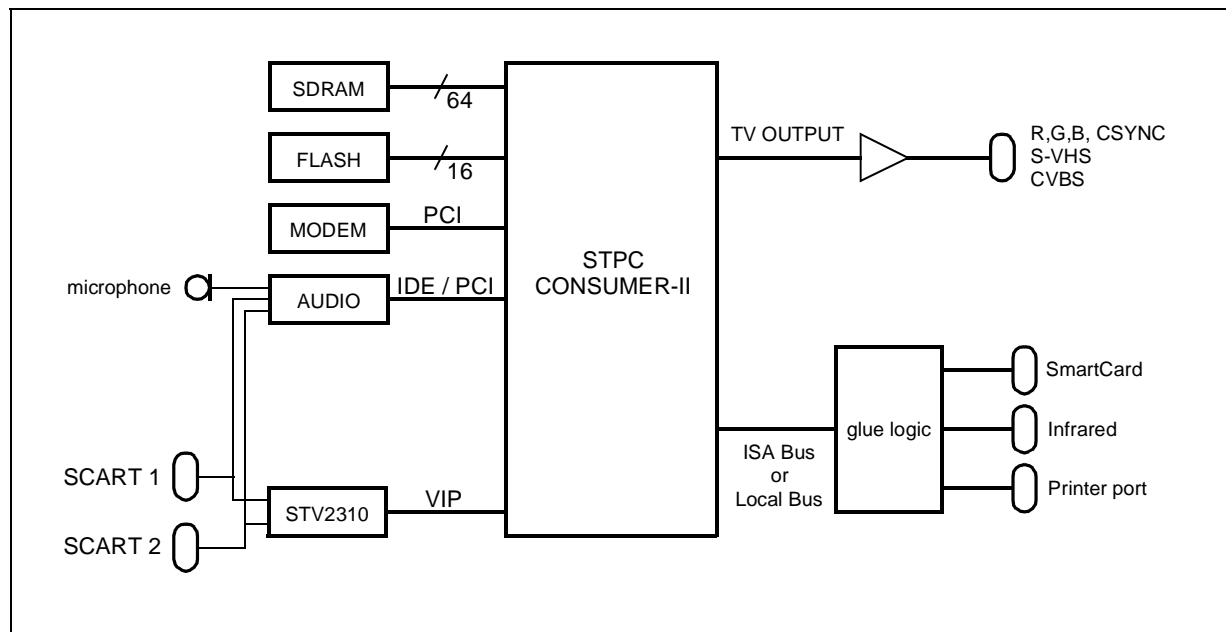 SDRAM
64
FLASH
16
MODEM
PCI
microphone
AUDIO
IDE / PCI
SCART 1
SCART 2
STV2310
VIP
STPC
CONSUMER-II
TV OUTPUT
R,G,B, CSYNC
S-VHS
CVBS
ISA Bus
or
Local Bus
glue logic
SmartCard
Infrared
Printer port